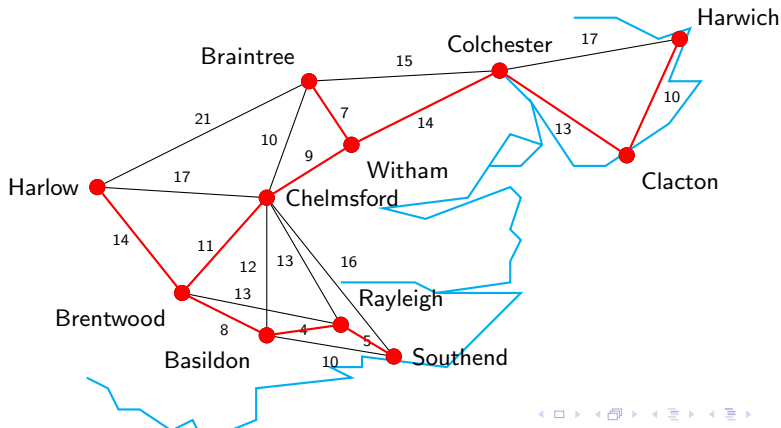 Harwich
Colchester
17
Braintree
15
10
21
7
14
13
10
9
Witham
17
Clacton
Harlow
Chelmsford
14
11
12
13
16
13
Rayleigh
Brentwood
8
4
5
Basildon
10
Southend